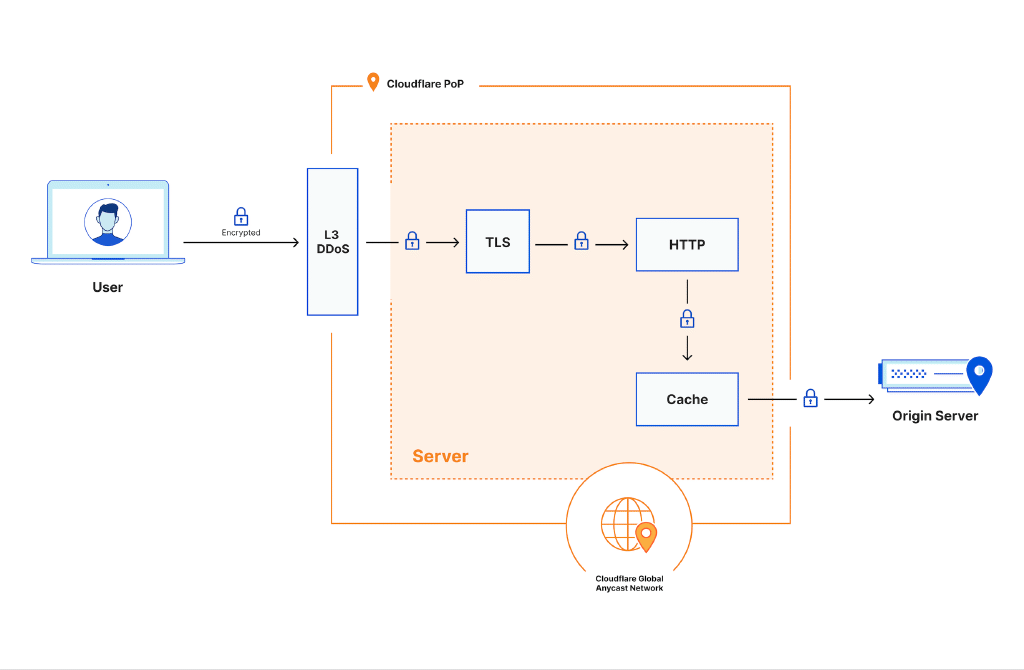 Cloudflare PoP
Encrypted
User
L3
DDoS
TLS
HTTP
Cache
Origin Server
Server
Cloudflare Global
Anycast Network